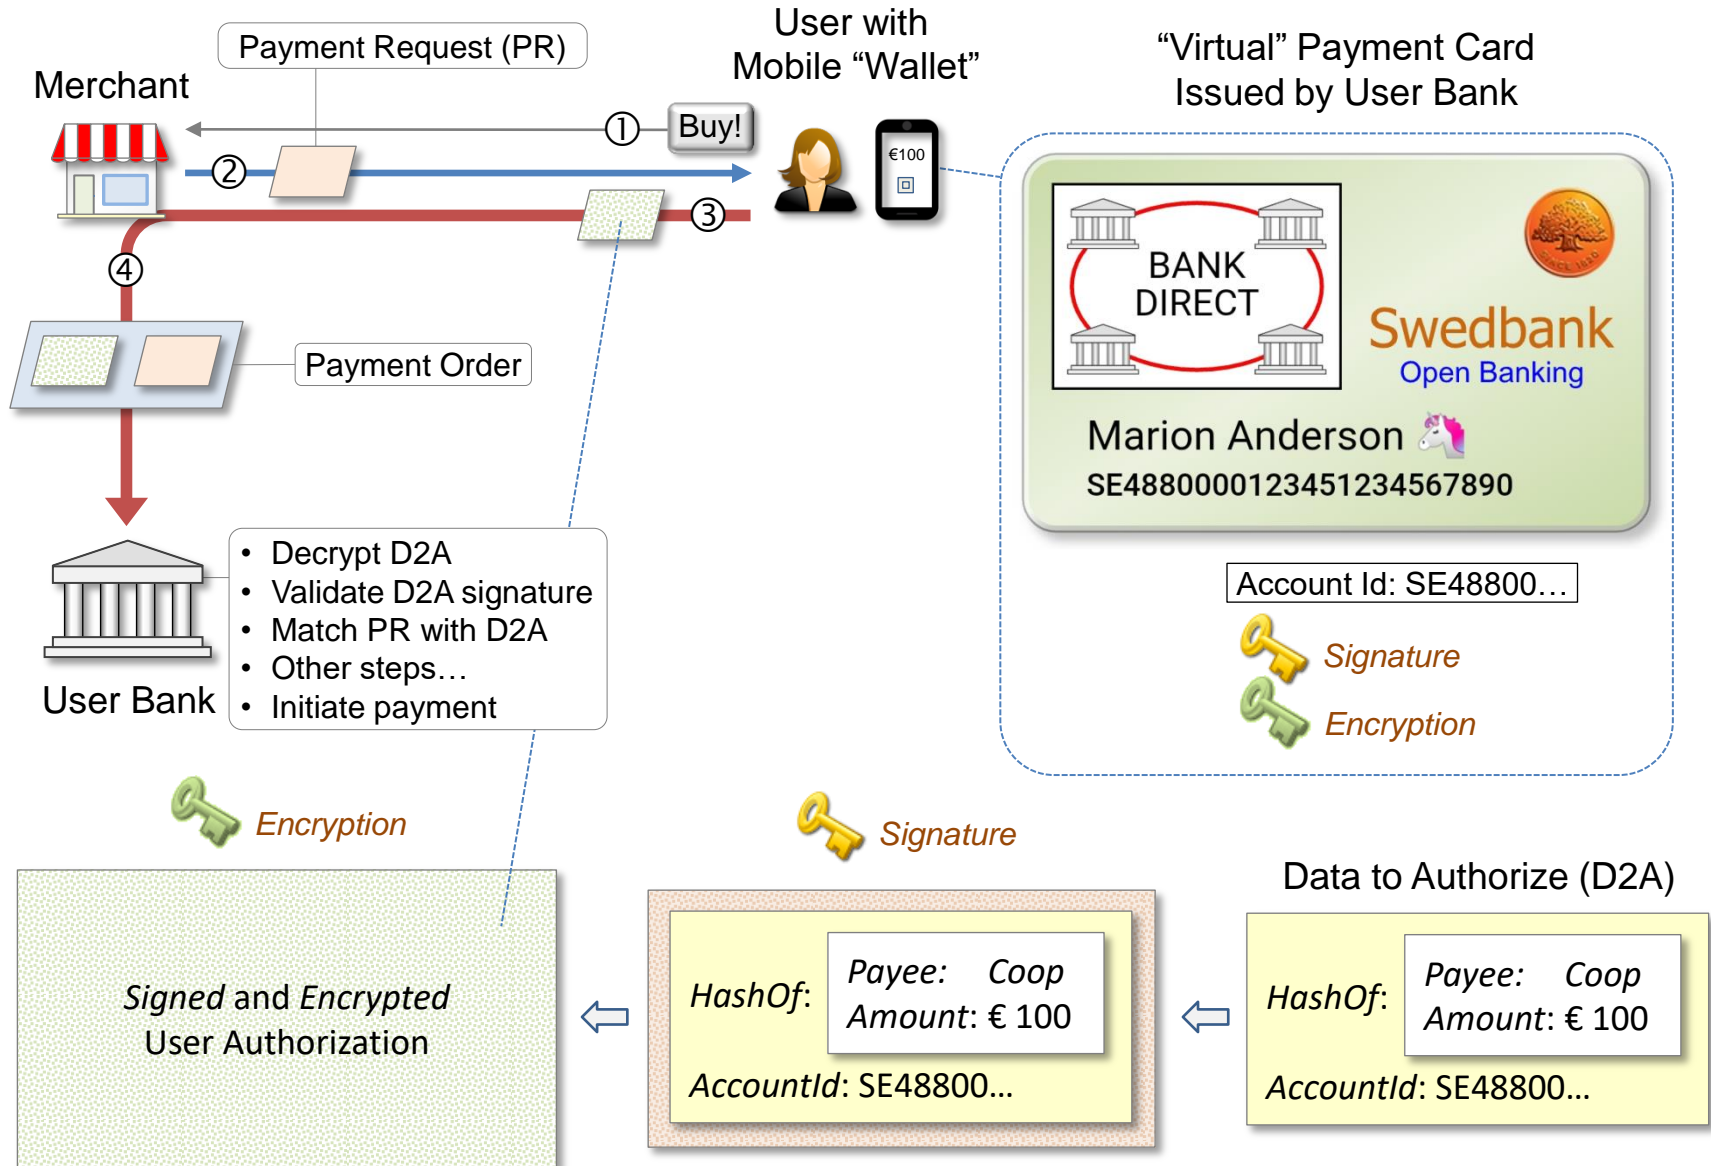 User with
Mobile “Wallet”
Payment Request (PR)
“Virtual” Payment Card
Issued by User Bank
Merchant
①
Buy!
②
€100
③
④
BANK
DIRECT
SINCE 1820
Swedbank
Open Banking
Payment Order
Marion Anderson 🦄
SE4880000123451234567890
• Decrypt D2A
• Validate D2A signature
• Match PR with D2A
• Other steps…
• Initiate payment
User Bank
Account Id: SE48800…
Signature
Encryption
Encryption
Signature
Data to Authorize (D2A)
Signed and Encrypted
User Authorization
HashOf:
Payee: Coop
Amount: € 100
AccountId: SE48800…
HashOf:
Payee: Coop
Amount: € 100
AccountId: SE48800…